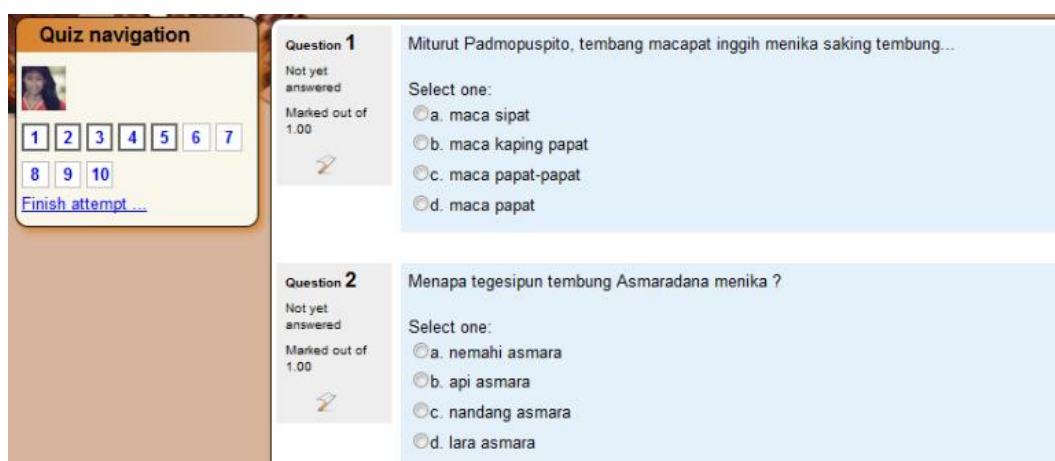 Quiz navigation
1 2 3 4 5 6 7
8 9 10
Finish attempt ...
Question 1
Not yet
answered
Marked out of
1.00
Miturut Padmopuspito, tembang macapat inggih menika saking tembung...
Select one:
a. maca sipat
b. maca kaping papat
c. maca papat-papat
d. maca papat
Question 2
Not yet
answered
Marked out of
1.00
Menapa tegesipun tembung Asmaradana menika ?
Select one:
a. nemahi asmara
b. api asmara
c. nandang asmara
d. lara asmara